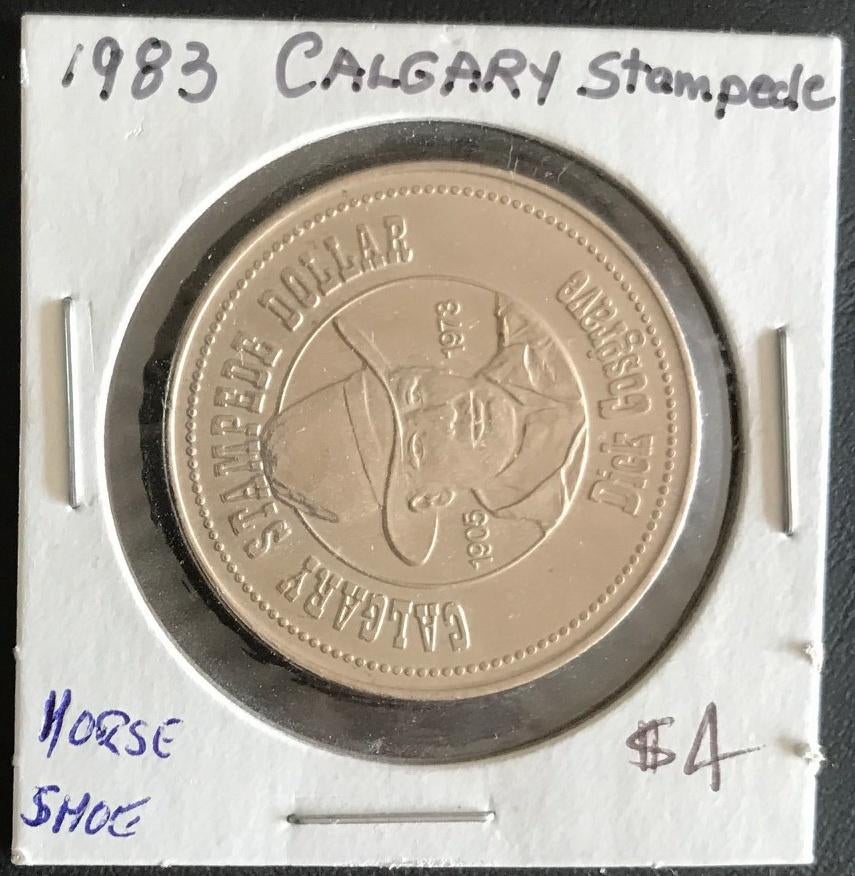 1983 CALGARY Stampede
CALGARY STAMPEDE DOLLAR
1905 1973
Dick Cosgrave
HORSE
SHOE
$4